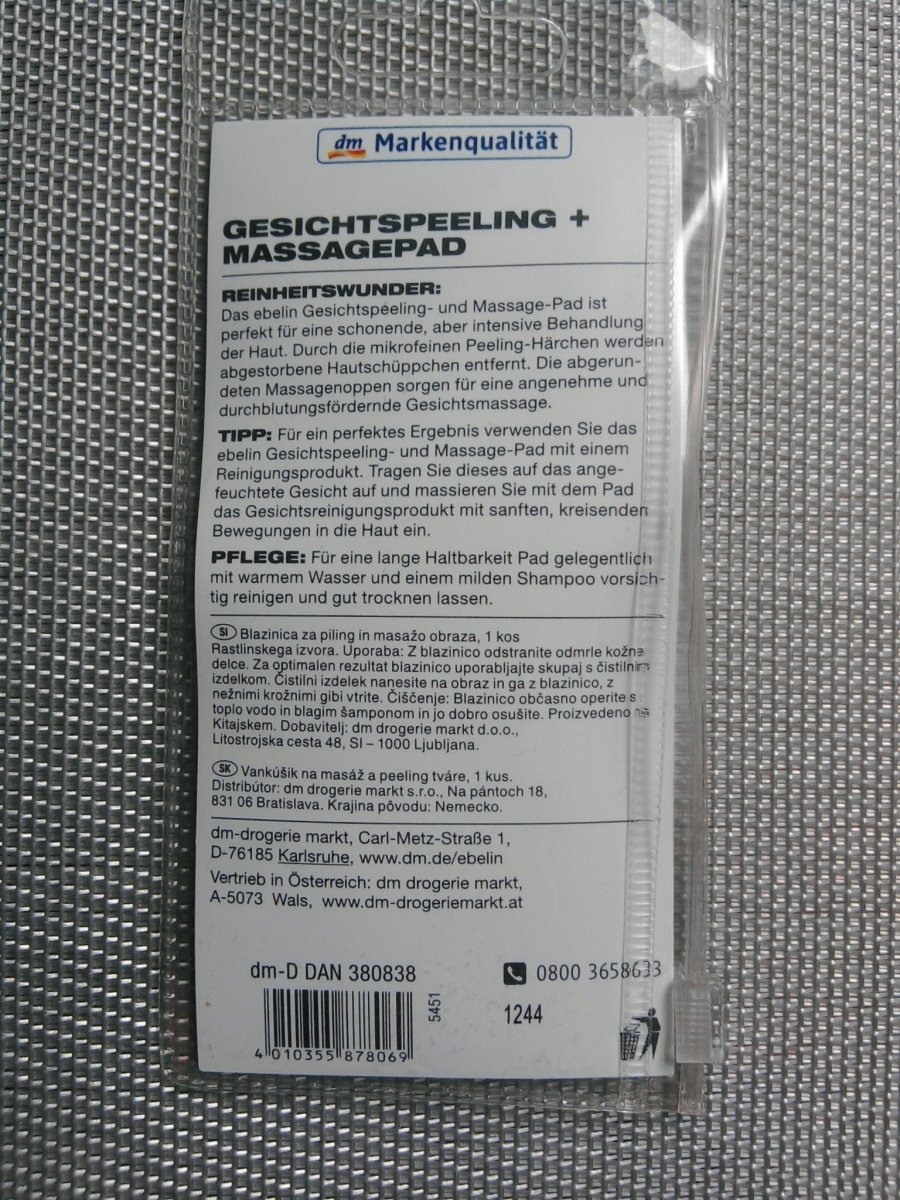 dm Markenqualität
GESICHTSPEELING +
MASSAGEPAD
REINHEITSWUNDER:
Das ebelin Gesichtspeeling- und Massage-Pad ist
perfekt für eine schonende, aber intensive Behandlung
der Haut. Durch die mikrofeinen Peeling-Härchen werden
abgestorbene Hautschüppchen entfernt. Die abgerun-
deten Massagenoppen sorgen für eine angenehme und
durchblutungsfördernde Gesichtsmassage.
TIPP: Für ein perfektes Ergebnis verwenden Sie das
ebelin Gesichtspeeling- und Massage-Pad mit einem
Reinigungsprodukt. Tragen Sie dieses auf das ange-
feuchtete Gesicht auf und massieren Sie mit dem Pad
das Gesichtsreinigungsprodukt mit sanften, kreisenden
Bewegungen in die Haut ein.
PFLEGE: Für eine lange Haltbarkeit Pad gelegentlich
mit warmem Wasser und einem milden Shampoo vorsich-
tig reinigen und gut trocknen lassen.
SI Blazinica za piling in masažo obraza, 1 kos
Rastlinskega izvora. Uporaba: Z blazinico odstranite odmrle kožne
delce. Za optimalen rezultat blazinico uporabljajte skupaj s čistilnim
izdelkom. Čistilni izdelek nanesite na obraz in ga z blazinico, z
nežnimi krožnimi gibi vtrite. Čiščenje: Blazinico občasno operite s
toplo vodo in blagim šamponom in jo dobro osušite. Proizvedeno na
Kitajskem. Dobavitelj: dm drogerie markt d.o.o.,
Litostrojska cesta 48, SI – 1000 Ljubljana.
SK Vankúšik na masáž a peeling tváre, 1 kus.
Distribútor: dm drogerie markt s.r.o., Na pántoch 18,
831 06 Bratislava. Krajina pôvodu: Nemecko.
dm-drogerie markt, Carl-Metz-Straße 1,
D-76185 Karlsruhe, www.dm.de/ebelin
Vertrieb in Österreich: dm drogerie markt,
A-5073 Wals, www.dm-drogeriemarkt.at
dm-D DAN 380838
0800 3658633
5451
1244
4 010355 878069